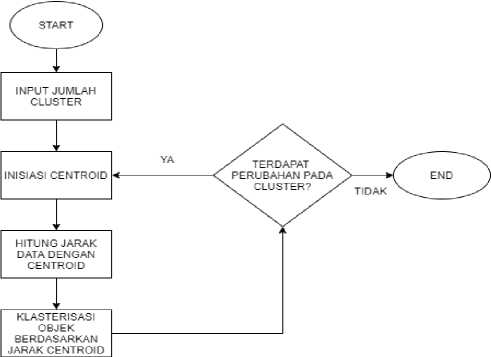 START
INPUT JUMLAH
CLUSTER
INISIASI CENTROID
HITUNG JARAK
DATA DENGAN
CENTROID
KLASTERISASI
OBJEK
BERDASARKAN
JARAK CENTROID
YA
TERDAPAT
PERUBAHAN PADA
CLUSTER?
TIDAK
END